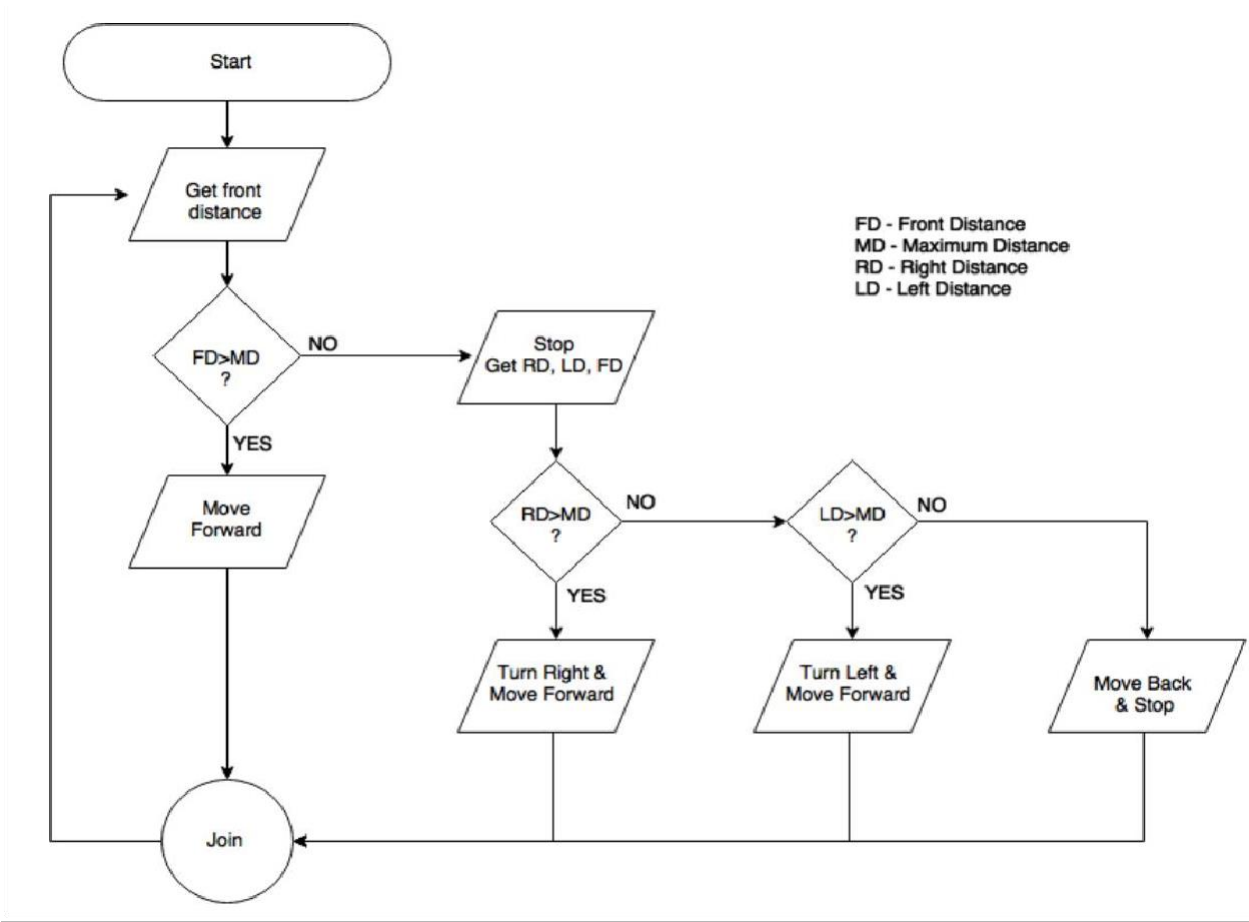 Start
Get front
distance
FD - Front Distance
MD - Maximum Distance
RD - Right Distance
LD - Left Distance
FD>MD
?
NO
YES
Stop
Get RD, LD, FD
Move
Forward
RD>MD
?
NO
YES
LD>MD
?
NO
YES
Turn Right &
Move Forward
Turn Left &
Move Forward
Move Back
& Stop
Join